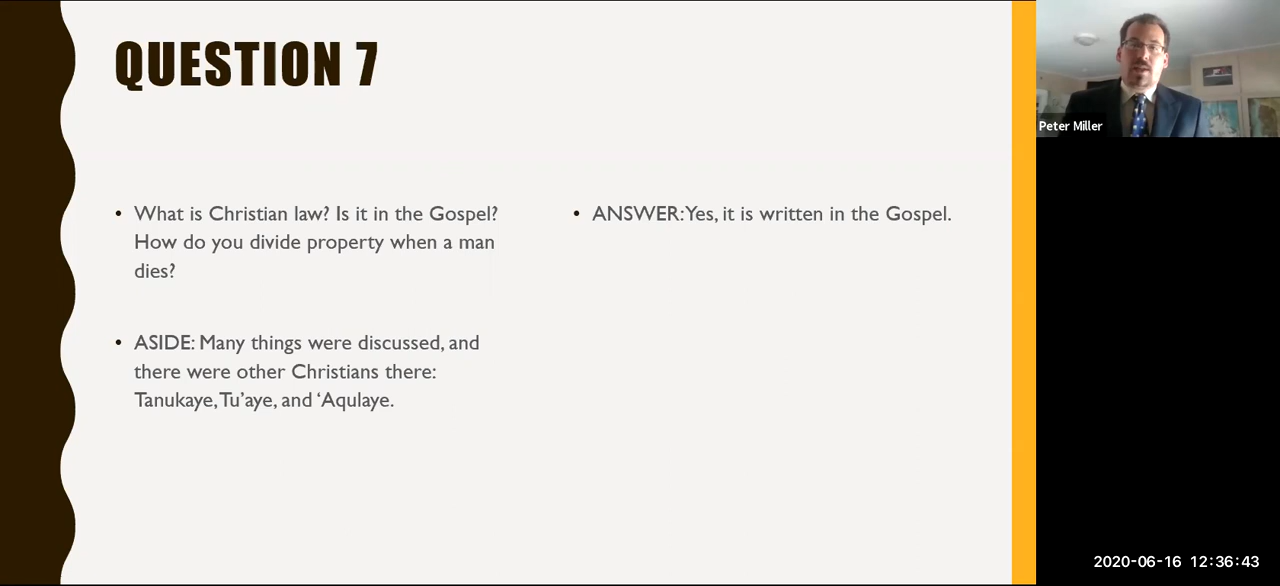 QUESTION 7
• What is Christian law? Is it in the Gospel?
How do you divide property when a man
dies?
• ASIDE: Many things were discussed, and
there were other Christians there:
Tanukaye, Tu’aye, and ‘Aqulaye.
• ANSWER: Yes, it is written in the Gospel.
Peter Miller
2020-06-16 12:36:43